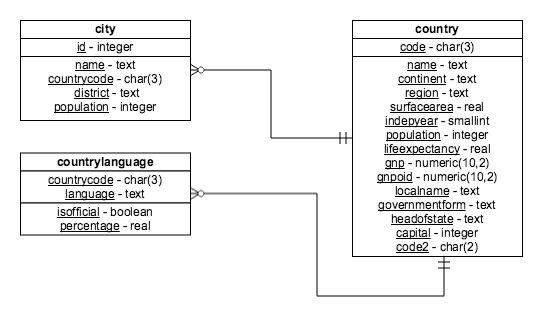 city
id - integer
name - text
countrycode - char(3)
district - text
population - integer
countrylanguage
countrycode - char(3)
language - text
isofficial - boolean
percentage - real
country
code - char(3)
name - text
continent - text
region - text
surfacearea - real
indepyear - smallint
population - integer
lifeexpectancy - real
gnp - numeric(10,2)
gnpoid - numeric(10,2)
localname - text
governmentform - text
headofstate - text
capital - integer
code2 - char(2)